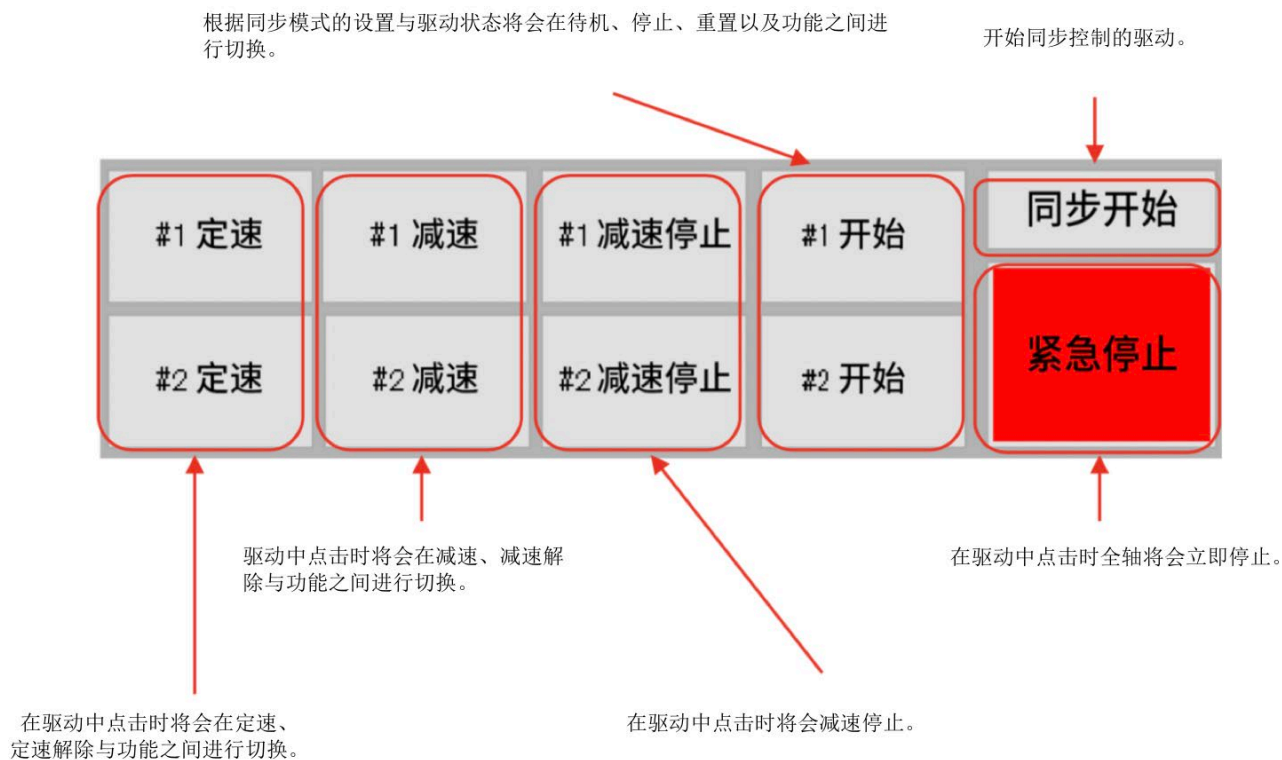 根据同步模式的设置与驱动状态将会在待机、停止、重置以及功能之间进
行切换。
开始同步控制的驱动。
#1 定速
#1 减速
#1 减速停止
#1 开始
同步开始
#2 定速
#2 减速
#2 减速停止
#2 开始
紧急停止
驱动中点击时将会在减速、减速解
除与功能之间进行切换。
在驱动中点击时全轴将会立即停止。
在驱动中点击时将会在定速、
定速解除与功能之间进行切换。
在驱动中点击时将会减速停止。